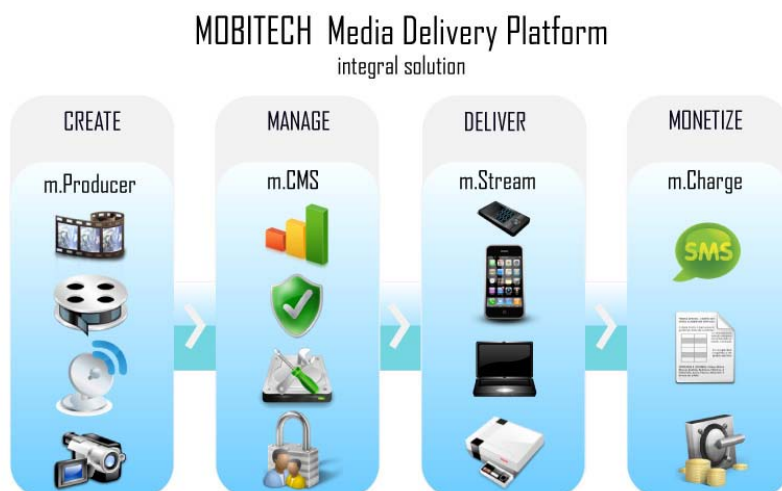 MOBITECH Media Delivery Platform
integral solution
CREATE
MANAGE
DELIVER
MONETIZE
m.Producer
m.CMS
m.Stream
m.Charge
SMS